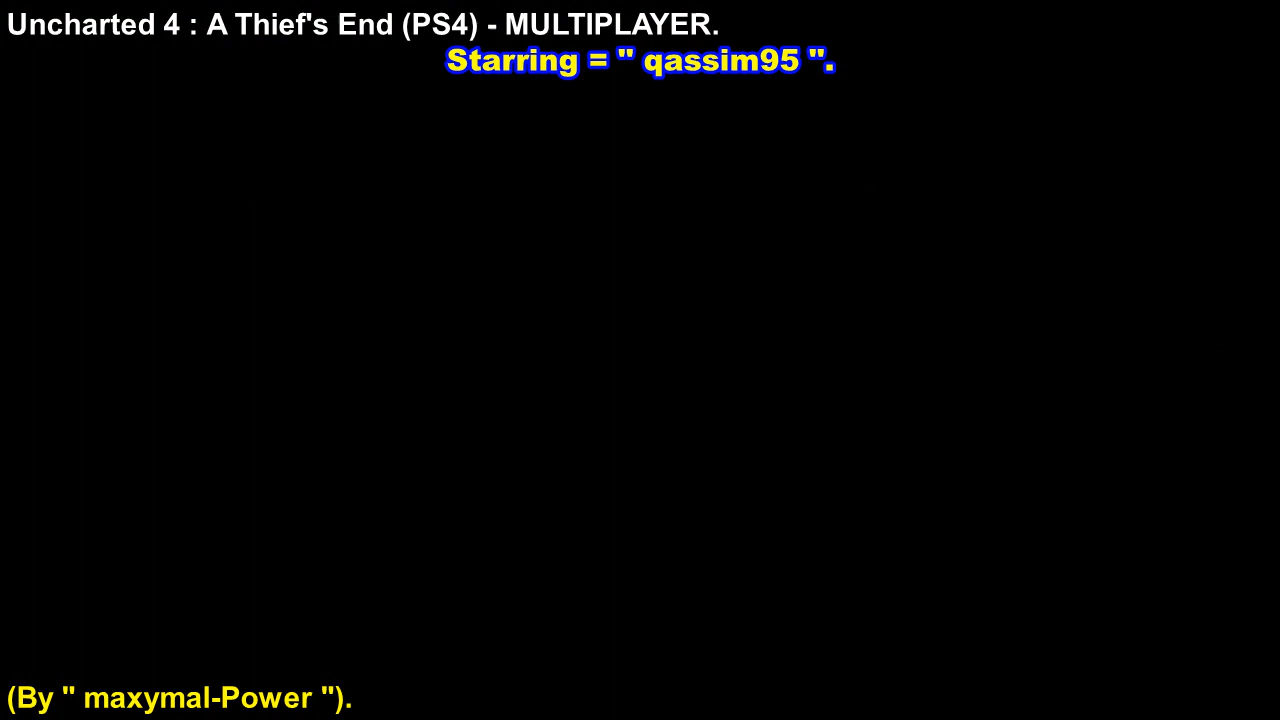 Uncharted 4 : A Thief's End (PS4) - MULTIPLAYER.
Starring = " qassim95 ".
(By " maxymal-Power ").